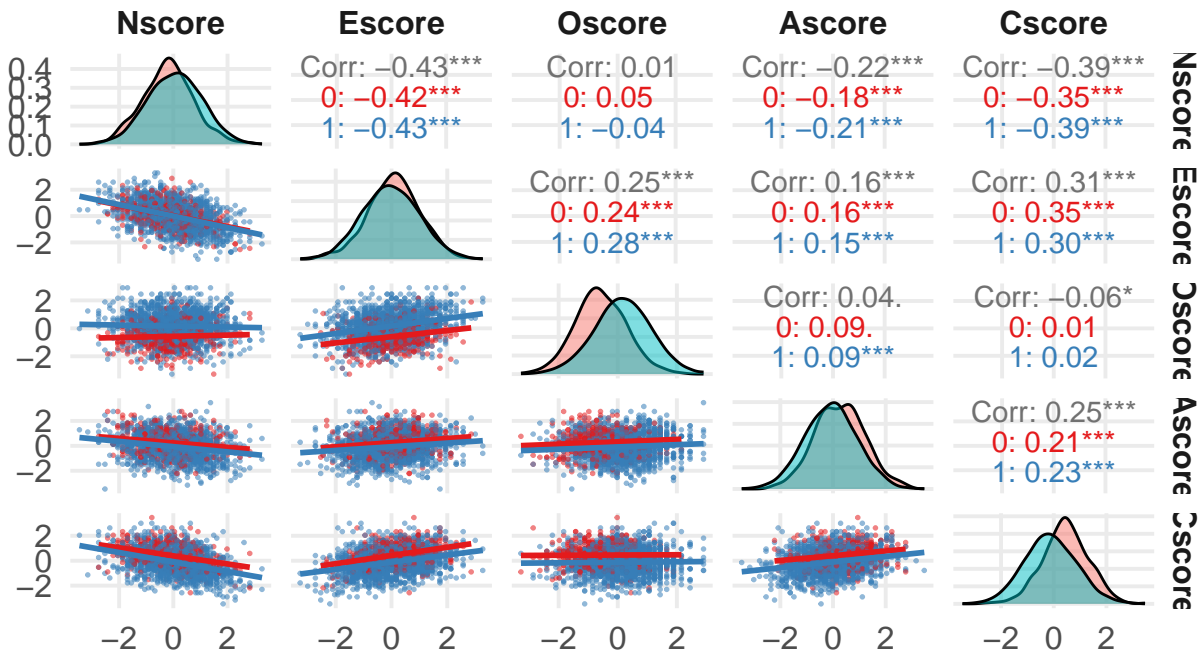 Nscore Escore Oscore Ascore Cscore
0.4
0.3
0.2
0.1
0.0
Corr: −0.43***
0: −0.42***
1: −0.43***
Corr: 0.01
0: 0.05
1: −0.04
Corr: −0.22***
0: −0.18***
1: −0.21***
Corr: −0.39***
0: −0.35***
1: −0.39***
Nscore
2
0
−2
Corr: 0.25***
0: 0.24***
1: 0.28***
Corr: 0.16***
0: 0.16***
1: 0.15***
Corr: 0.31***
0: 0.35***
1: 0.30***
Escore
2
0
−2
Corr: 0.04.
0: 0.09.
1: 0.09***
Corr: −0.06*
0: 0.01
1: 0.02
Oscore
2
0
−2
Corr: 0.25***
0: 0.21***
1: 0.23***
Ascore
2
0
−2
Cscore
−2 0 2 −2 0 2 −2 0 2 −2 0 2 −2 0 2